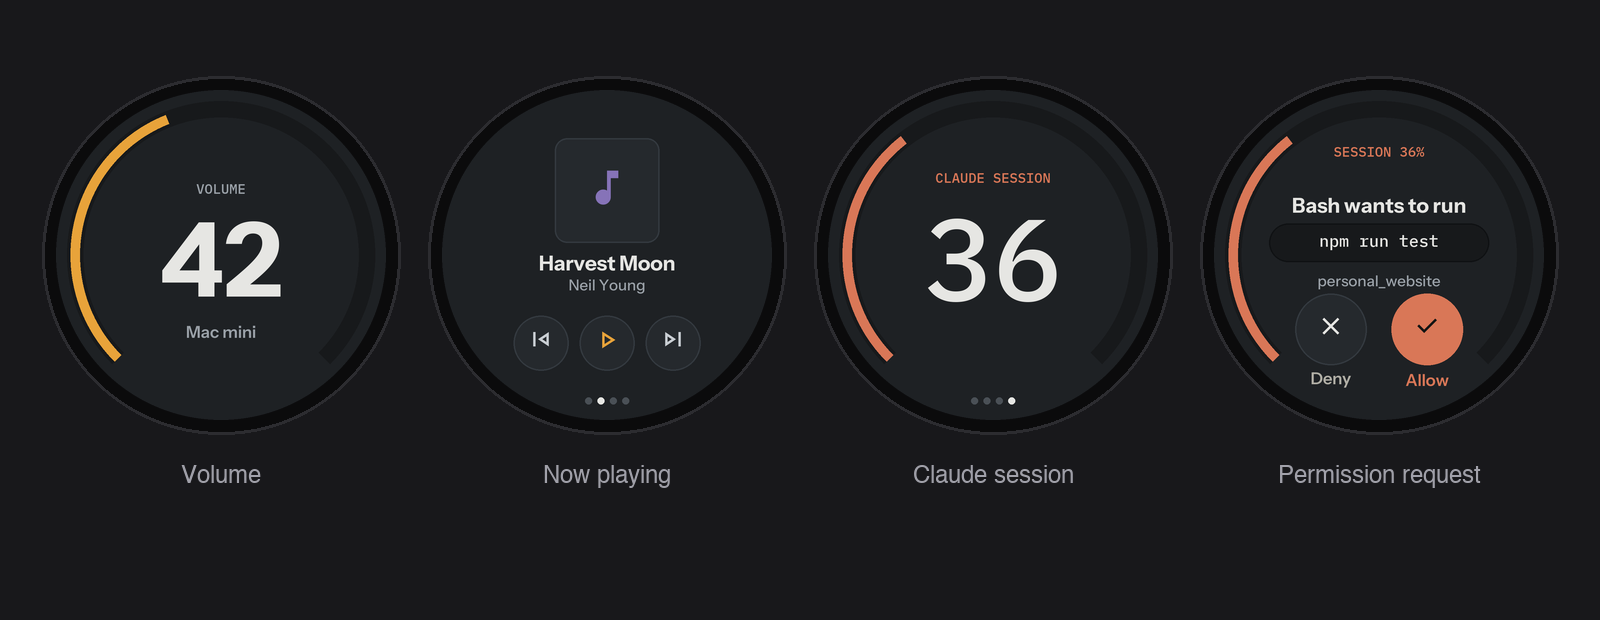 VOLUME
42
Mac mini
Harvest Moon
Neil Young
CLAUDE SESSION
36
SESSION 36%
Bash wants to run
npm run test
personal_website
Deny
Allow
Volume
Now playing
Claude session
Permission request